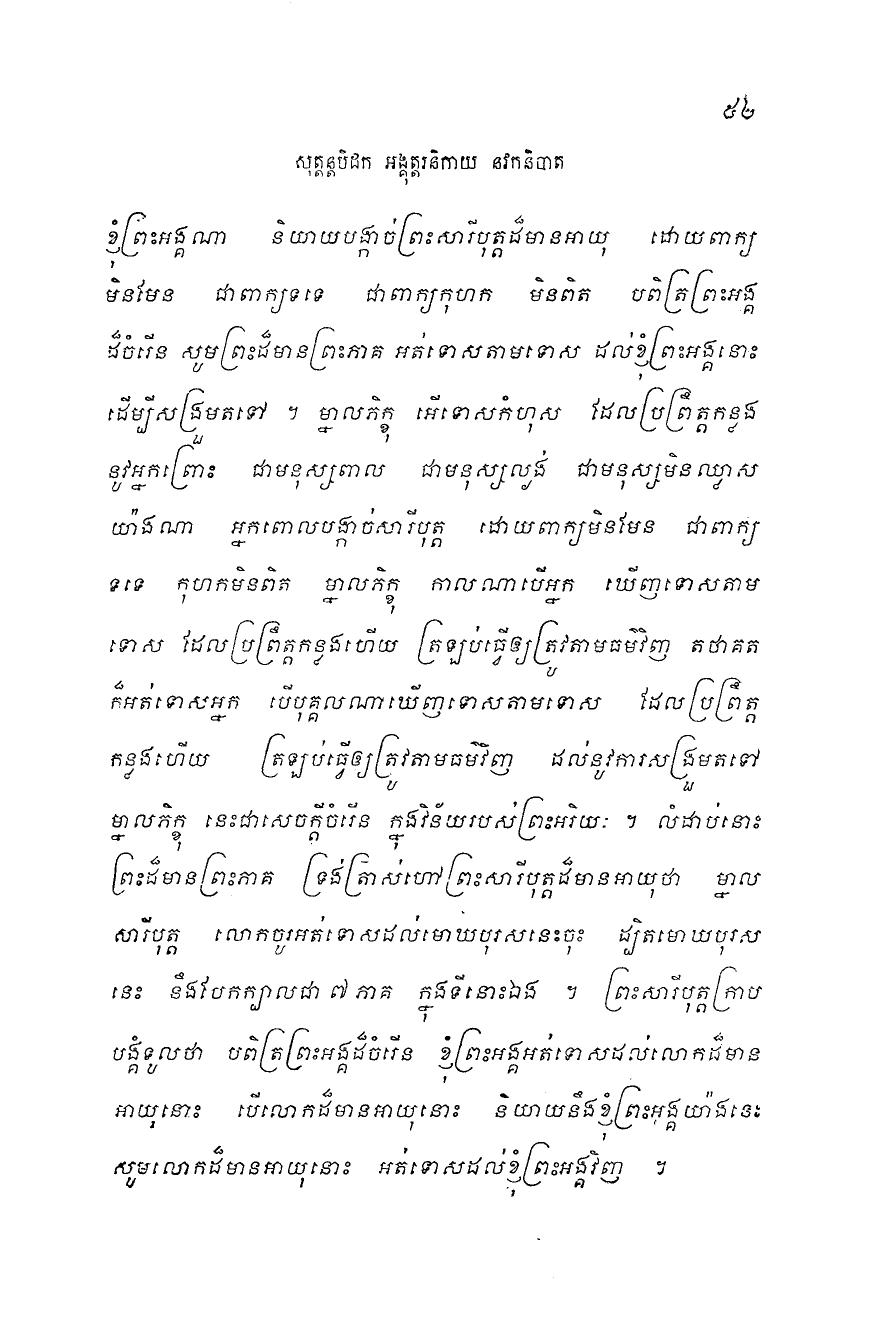 ៥២
សុត្តន្តបិដក អង្គុត្តរនិកាយ នវកនិបាត
ខ្ញុំព្រះអង្គណា និយាយបង្កាច់ព្រះសារីបុត្តដ៏មានអាយុ ដោយពាក្យ
មិនមែន ជាពាក្យទទេ ជាពាក្យកុហក មិនពិត បពិត្រព្រះអង្គ
ដ៏ចំរើន សូមព្រះដ៏មានព្រះភាគ អត់ទោសតាមទោស ដល់ខ្ញុំព្រះអង្គនោះ
ដើម្បីសង្រួមតទៅ ។ ម្នាលភិក្ខុ អើទោសកំហុស ដែលប្រព្រឹត្តកន្លង
នូវអ្នកព្រោះ ជាមនុស្សពាល ជាមនុស្សល្ងង់ ជាមនុស្សមិនឈ្លាស
យ៉ាងណា អ្នកពោលបង្កាច់សារីបុត្ត ដោយពាក្យមិនមែន ជាពាក្យ
ទទេ កុហកមិនពិត ម្នាលភិក្ខុ កាលណាបើអ្នក ឃើញទោសតាម
ទោស ដែលប្រព្រឹត្តកន្លងហើយ ត្រឡប់ធ្វើឲ្យត្រូវតាមធម៌វិញ តថាគត
ក៏អត់ទោសអ្នក បើបុគ្គលណាឃើញទោសតាមទោស ដែលប្រព្រឹត្ត
កន្លងហើយ ត្រឡប់ធ្វើឲ្យត្រូវតាមធម៌វិញ ដល់នូវការសង្រួមតទៅ
ម្នាលភិក្ខុ នេះជាសេចក្តីចំរើន ក្នុងវិន័យរបស់ព្រះអរិយៈ ។ លំដាប់នោះ
ព្រះដ៏មានព្រះភាគ ទ្រង់ត្រាស់ហៅព្រះសារីបុត្តដ៏មានអាយុថា ម្នាល
សារីបុត្ត លោកចូរអត់ទោសដល់មោឃបុរសនេះចុះ ដ្បិតមោឃបុរស
នេះ នឹងបែកក្បាលជា ៧ ភាគ ក្នុងទីនោះឯង ។ ព្រះសារីបុត្តក្រាប
បង្គំទូលថា បពិត្រព្រះអង្គដ៏ចំរើន ខ្ញុំព្រះអង្គអត់ទោសដល់លោកដ៏មាន
អាយុនោះ បើលោកដ៏មានអាយុនោះ និយាយនឹងខ្ញុំព្រះអង្គយ៉ាងនេះ
សូមលោកដ៏មានអាយុនោះ អត់ទោសដល់ខ្ញុំព្រះអង្គវិញ ។